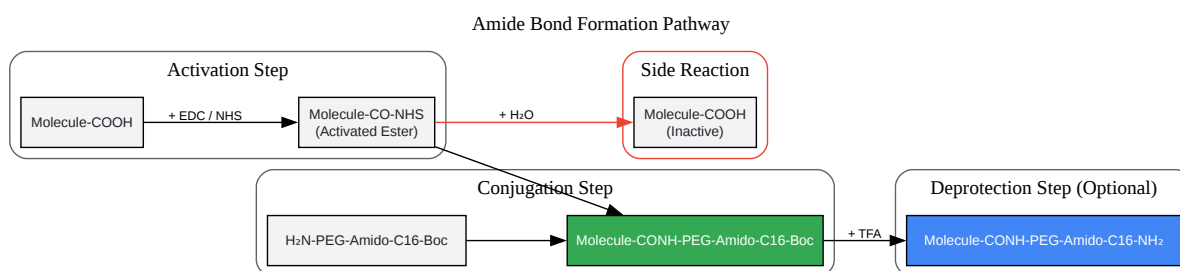 Amide Bond Formation Pathway
Activation Step
Side Reaction
Molecule-COOH
+ EDC / NHS
Molecule-CO-NHS
(Activated Ester)
+ H₂O
Molecule-COOH
(Inactive)
Conjugation Step
Deprotection Step (Optional)
H₂N-PEG-Amido-C16-Boc
Molecule-CONH-PEG-Amido-C16-Boc
+ TFA
Molecule-CONH-PEG-Amido-C16-NH₂